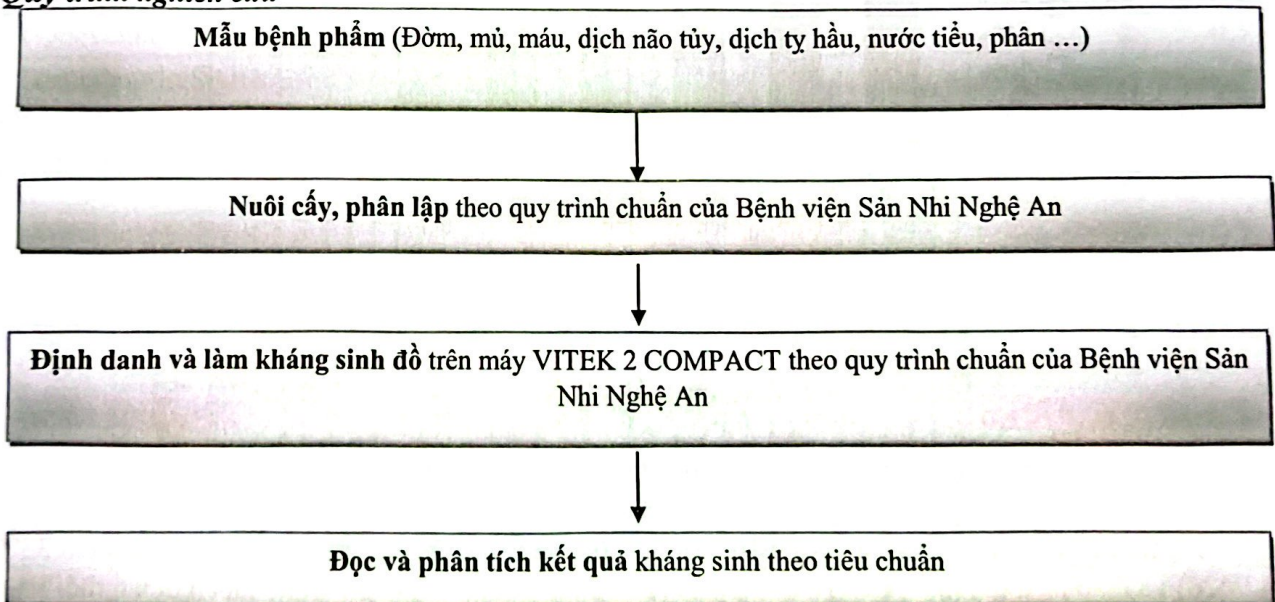 Mẫu bệnh phẩm (Đờm, mủ, máu, dịch não tủy, dịch tỵ hầu, nước tiểu, phân ...)
Nuôi cấy, phân lập theo quy trình chuẩn của Bệnh viện Sản Nhi Nghệ An
Định danh và làm kháng sinh đồ trên máy VITEK 2 COMPACT theo quy trình chuẩn của Bệnh viện Sản
Nhi Nghệ An
Đọc và phân tích kết quả kháng sinh theo tiêu chuẩn